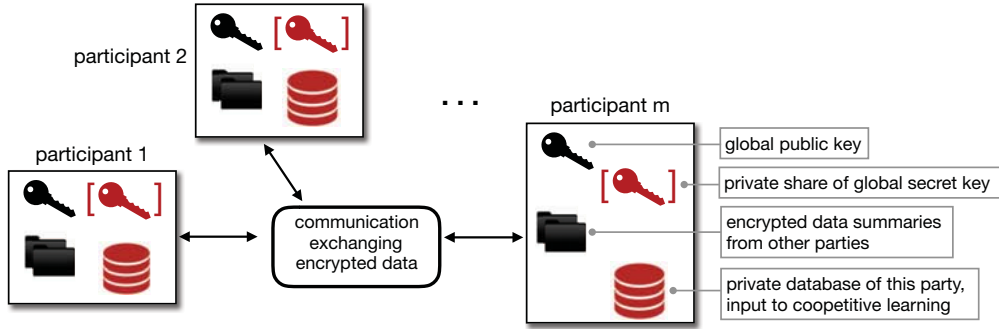 participant 2
. . .
participant m
participant 1
communication
exchanging
encrypted data
global public key
private share of global secret key
encrypted data summaries
from other parties
private database of this party,
input to coopetitive learning